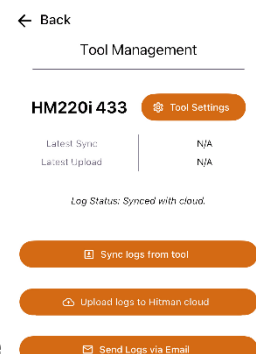 Back
Tool Management
HM220i 433
Tool Settings
Latest Sync N/A
Latest Upload N/A
Log Status: Synced with cloud.
Sync logs from tool
Upload logs to Hitman cloud
Send Logs via Email